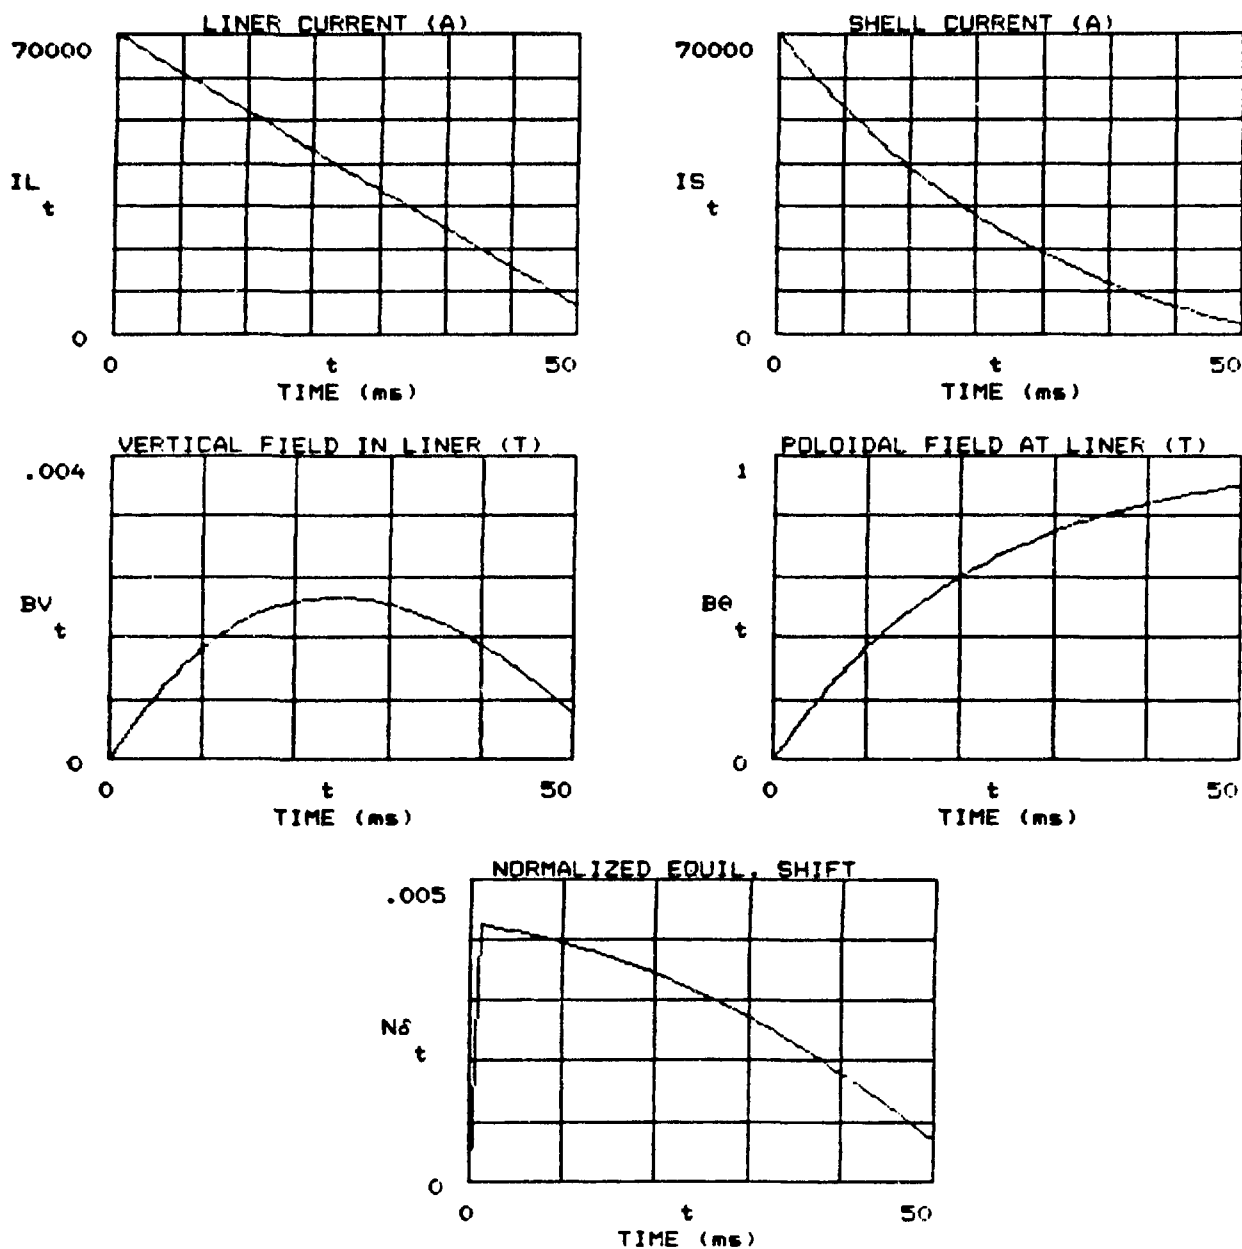 LINER CURRENT (A)
70000
IL
t
0
0 t 50
TIME (ms)
SHELL CURRENT (A)
70000
IS
t
0
0 t 50
TIME (ms)
VERTICAL FIELD IN LINER (T)
.004
BV
t
0
0 t 50
TIME (ms)
POLOIDAL FIELD AT LINER (T)
1
Bθ
t
0
0 t 50
TIME (ms)
NORMALIZED EQUIL. SHIFT
.005
Nδ
t
0
0 t 50
TIME (ms)